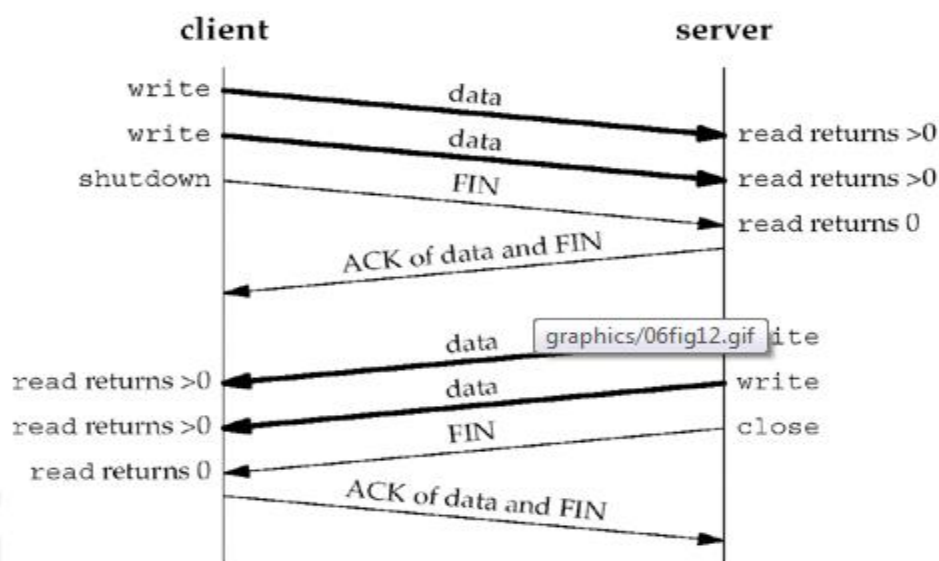 client server
write data
read returns >0
write data
read returns >0
shutdown FIN
read returns 0
ACK of data and FIN
graphics/06fig12.gif ite
data
read returns >0 write
data
read returns >0 close
FIN
read returns 0
ACK of data and FIN